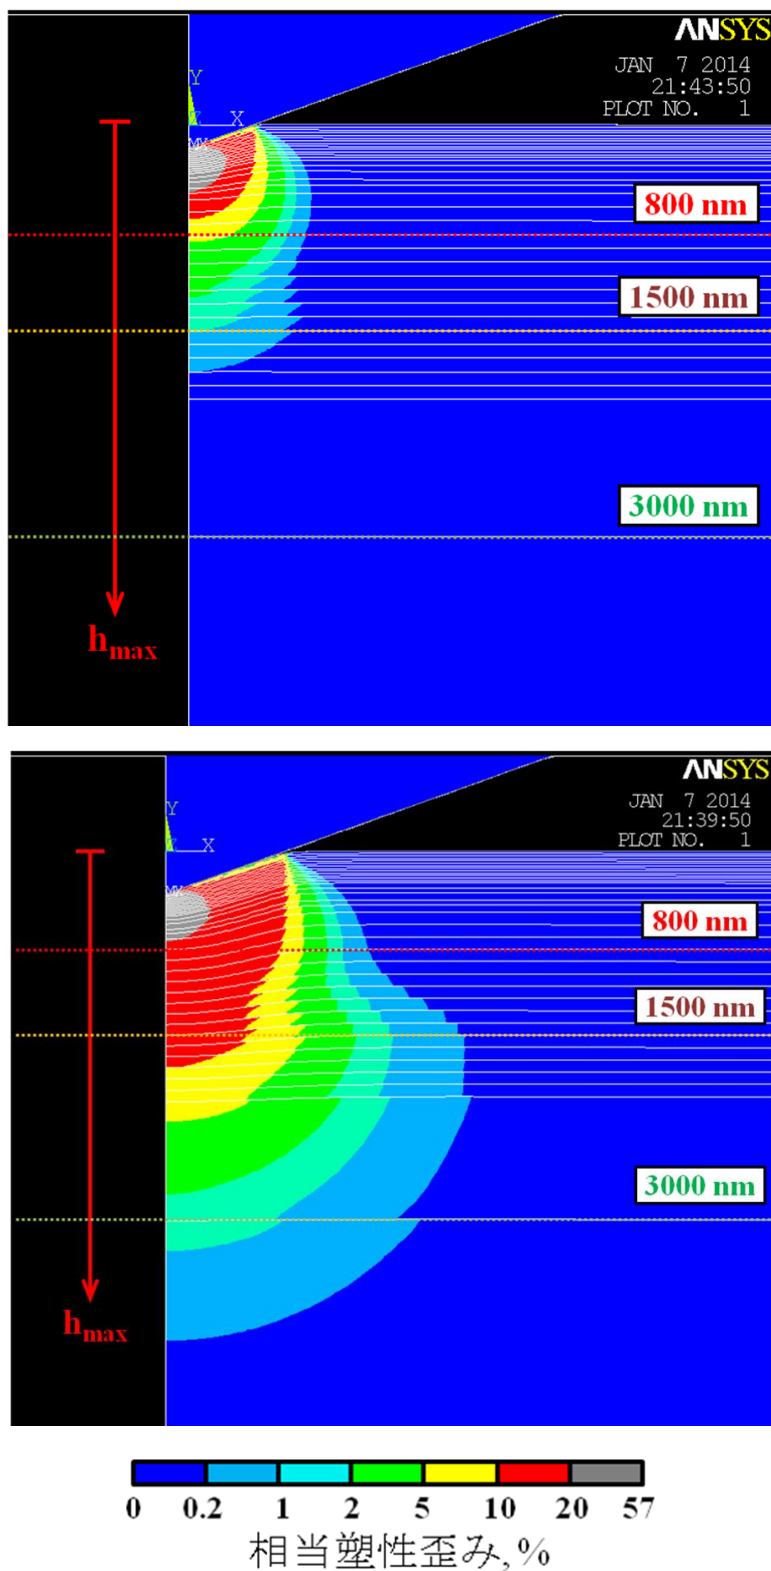 ANSYS
JAN 7 2014
21:43:50
PLOT NO. 1
Y
X
MX
800 nm
1500 nm
3000 nm
hmax
ANSYS
JAN 7 2014
21:39:50
PLOT NO. 1
Y
X
MX
800 nm
1500 nm
3000 nm
hmax
0 0.2 1 2 5 10 20 57
相当塑性歪み,%